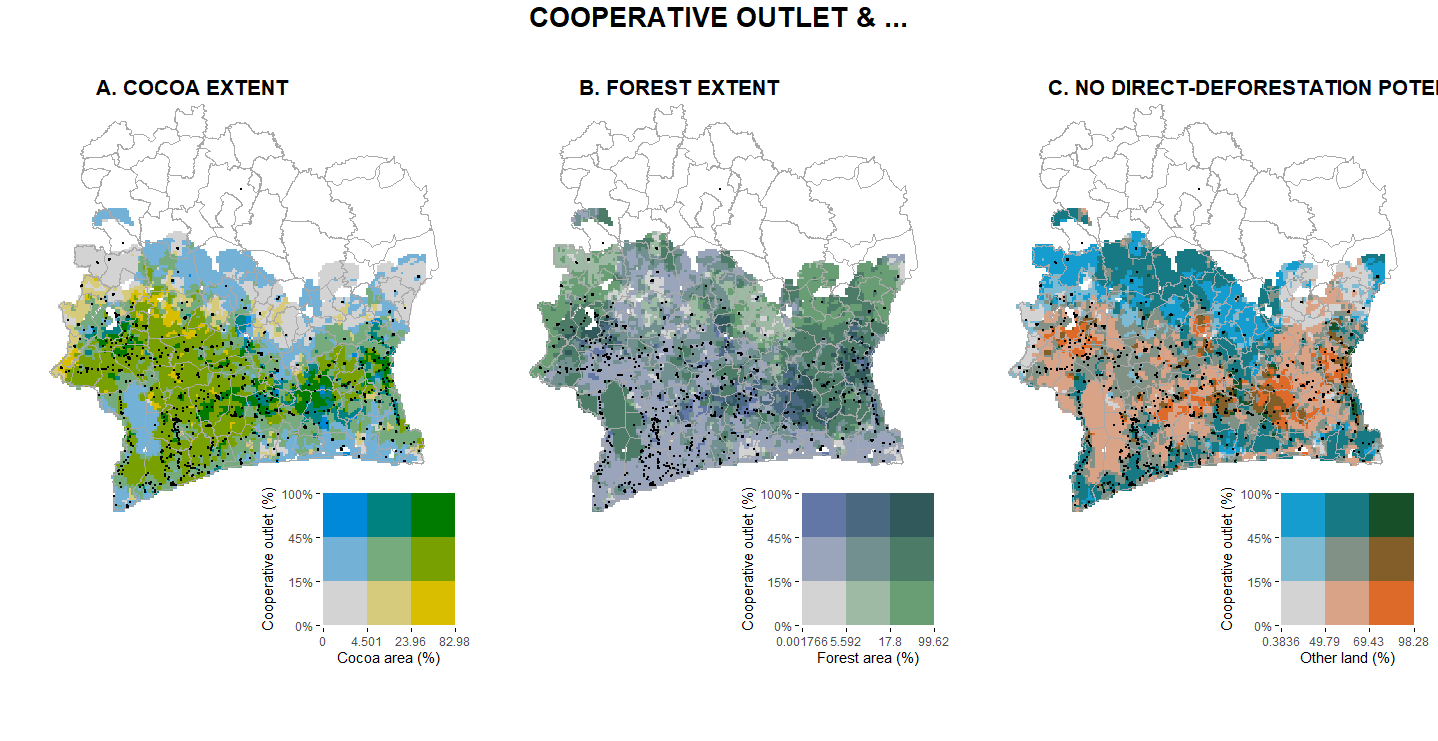 COOPERATIVE OUTLET & ...
A. COCOA EXTENT
B. FOREST EXTENT
C. NO DIRECT-DEFORESTATION POTE
Cooperative outlet (%)
100%
45%
15%
0%
0 4.501 23.96 82.98
Cocoa area (%)
Cooperative outlet (%)
100%
45%
15%
0%
0.001766 5.592 17.8 99.62
Forest area (%)
Cooperative outlet (%)
100%
45%
15%
0%
0.3836 49.79 69.43 98.28
Other land (%)